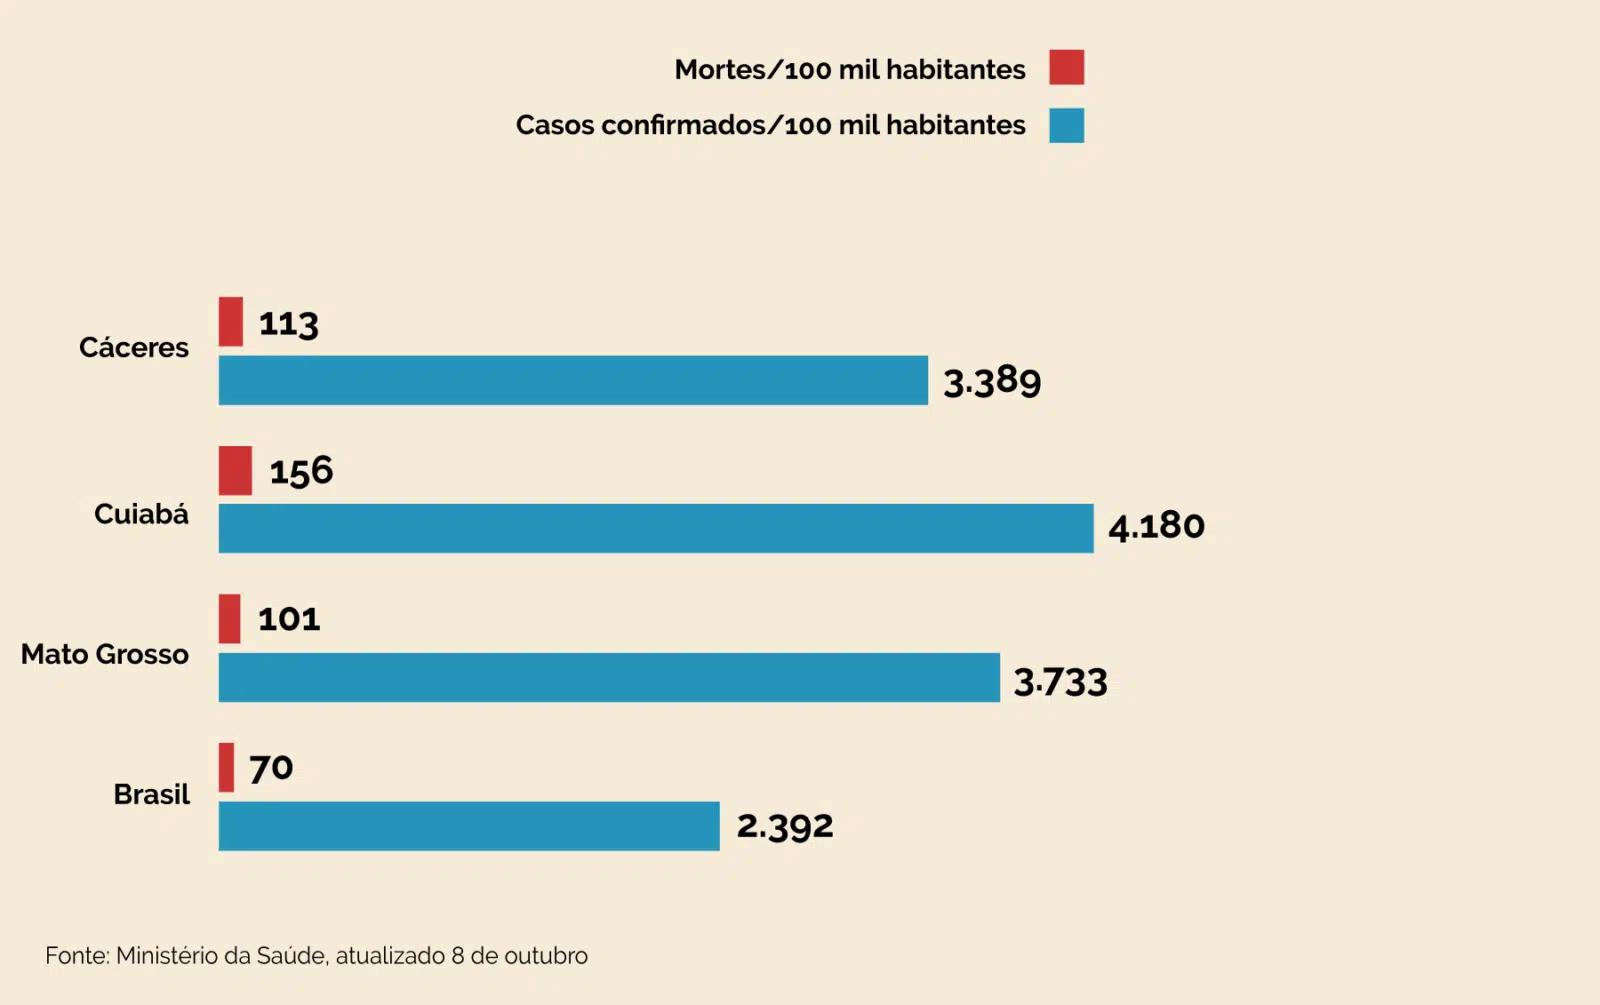 Mortes/100 mil habitantes
Casos confirmados/100 mil habitantes
Cáceres
113
3.389
Cuiabá
156
4.180
Mato Grosso
101
3.733
Brasil
70
2.392
Fonte: Ministério da Saúde, atualizado 8 de outubro